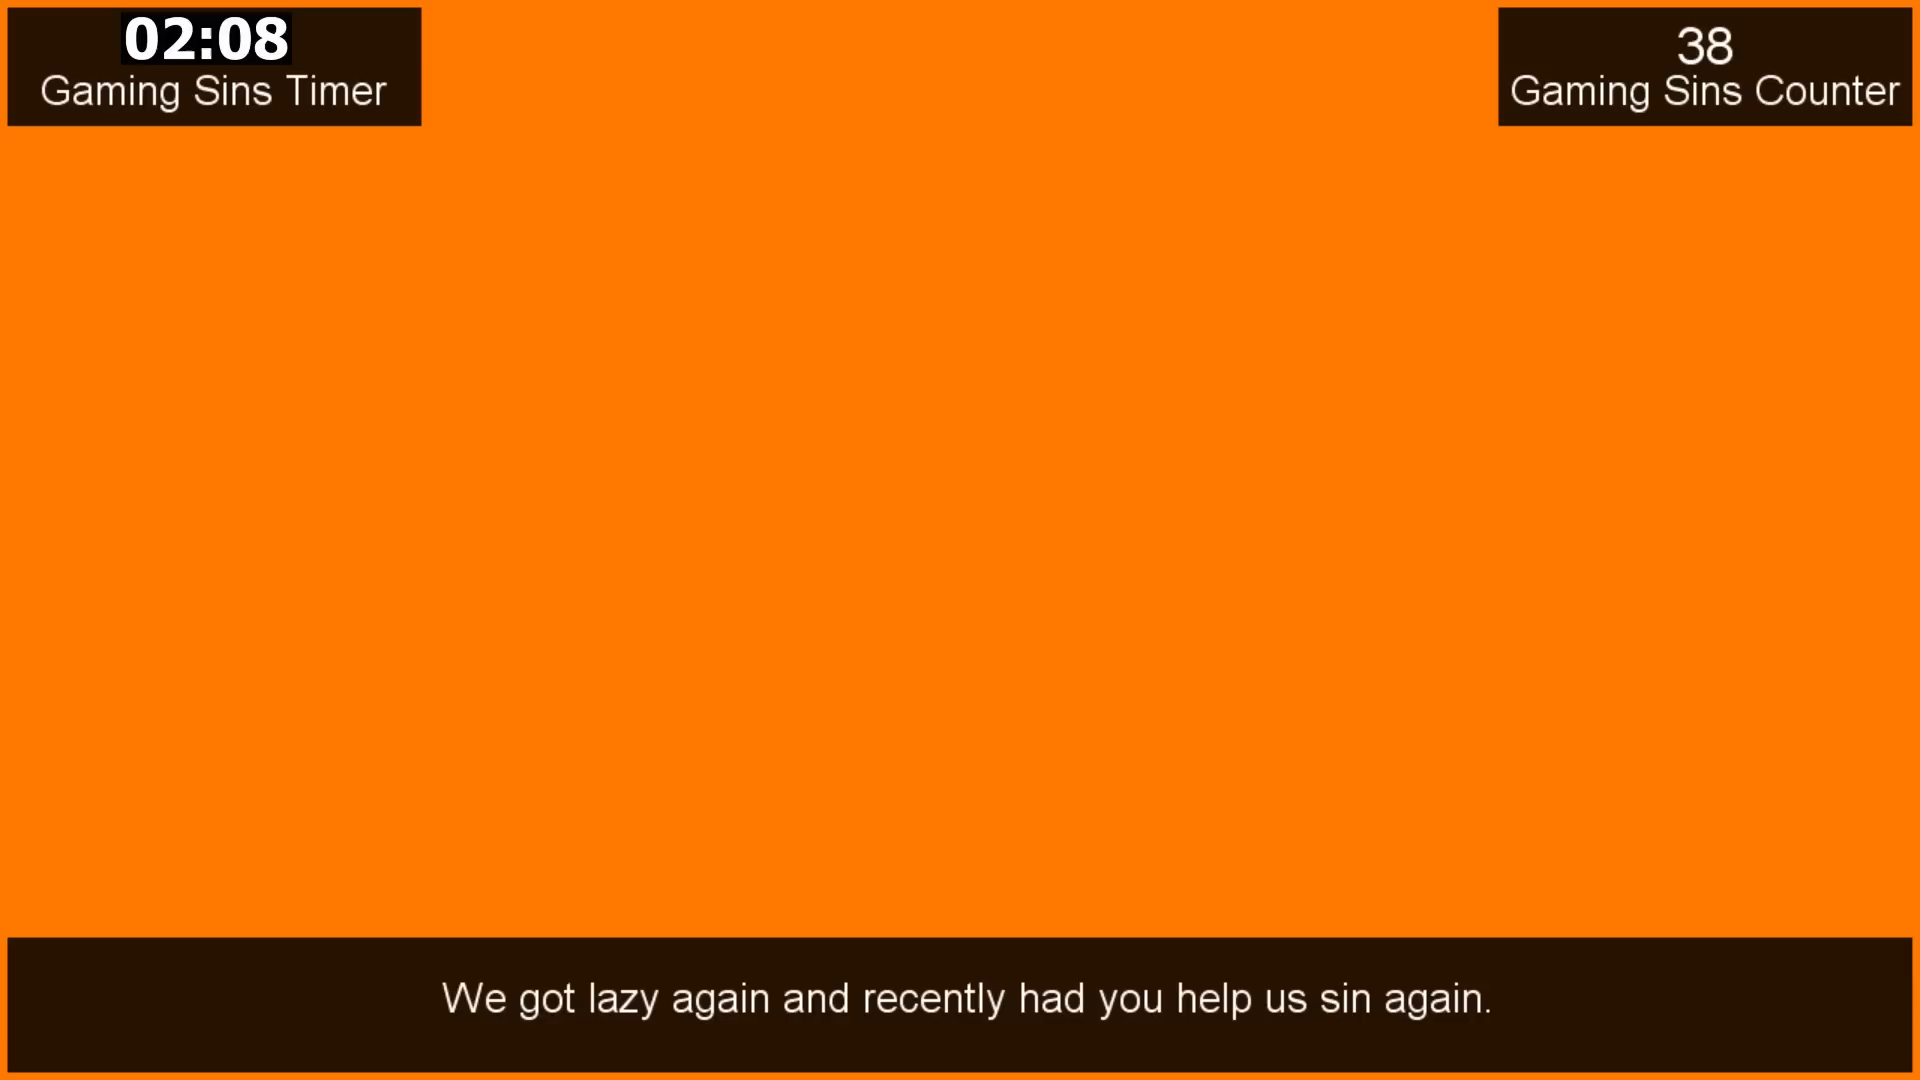 02:08
Gaming Sins Timer
38
Gaming Sins Counter
We got lazy again and recently had you help us sin again.